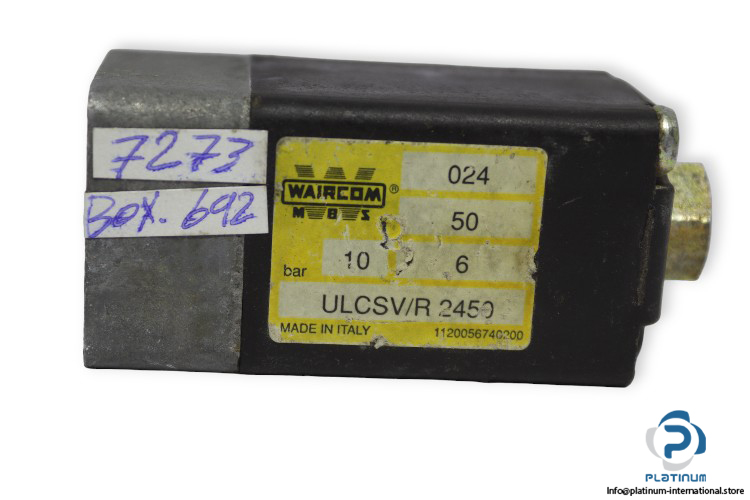 7273
Box. 692
WAIRCOM ®
M B S
024
50
bar 10 6
ULCSV/R 2450
MADE IN ITALY 1120056740200
PLATINUM
Info@platinum-international.store